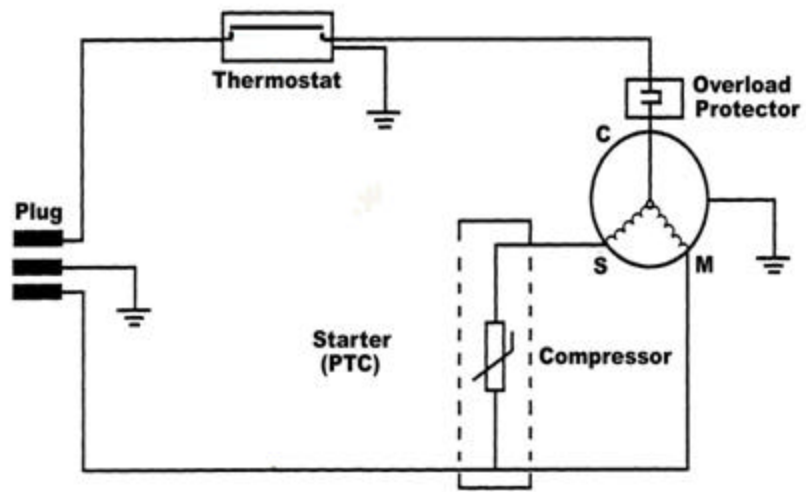 Thermostat
Overload
Protector
C
Plug
S
M
Starter
(PTC)
Compressor